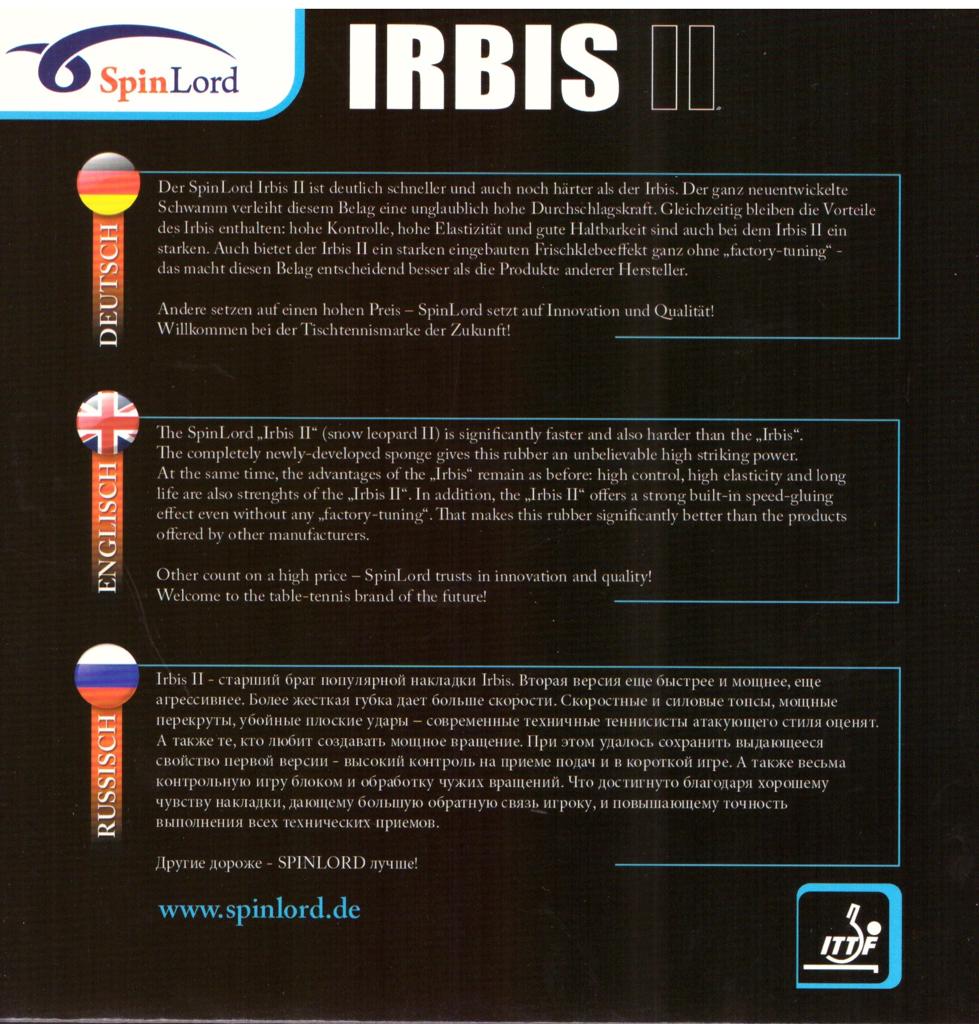 SpinLord
IRBIS II
DEUTSCH
Der SpinLord Irbis II ist deutlich schneller und auch noch härter als der Irbis. Der ganz neuentwickelte
Schwamm verleiht diesem Belag eine unglaublich hohe Durchschlagskraft. Gleichzeitig bleiben die Vorteile
des Irbis enthalten: hohe Kontrolle, hohe Elastizität und gute Haltbarkeit sind auch bei dem Irbis II ein
starken. Auch bietet der Irbis II ein starken eingebauten Frischklebeeffekt ganz ohne „factory-tuning“ -
das macht diesen Belag entscheidend besser als die Produkte anderer Hersteller.
Andere setzen auf einen hohen Preis – SpinLord setzt auf Innovation und Qualität!
Willkommen bei der Tischtennismarke der Zukunft!
ENGLISCH
The SpinLord „Irbis II“ (snow leopard II) is significantly faster and also harder than the „Irbis“.
The completely newly-developed sponge gives this rubber an unbelievable high striking power.
At the same time, the advantages of the „Irbis“ remain as before: high control, high elasticity and long
life are also strenghts of the „Irbis II“. In addition, the „Irbis II“ offers a strong built-in speed-gluing
effect even without any „factory-tuning“. That makes this rubber significantly better than the products
offered by other manufacturers.
Other count on a high price – SpinLord trusts in innovation and quality!
Welcome to the table-tennis brand of the future!
RUSSISCH
Irbis II - старший брат популярной накладки Irbis. Вторая версия еще быстрее и мощнее, еще
агрессивнее. Более жесткая губка дает больше скорости. Скоростные и силовые топсы, мощные
перекруты, убойные плоские удары – современные техничные теннисисты атакующего стиля оценят.
А также те, кто любит создавать мощное вращение. При этом удалось сохранить выдающееся
свойство первой версии - высокий контроль на приеме подач и в короткой игре. А также весьма
контрольную игру блоком и обработку чужих вращений. Что достигнуто благодаря хорошему
чувству накладки, дающему большую обратную связь игроку, и повышающему точность
выполнения всех технических приемов.
Другие дороже - SPINLORD лучше!
www.spinlord.de
ITTF